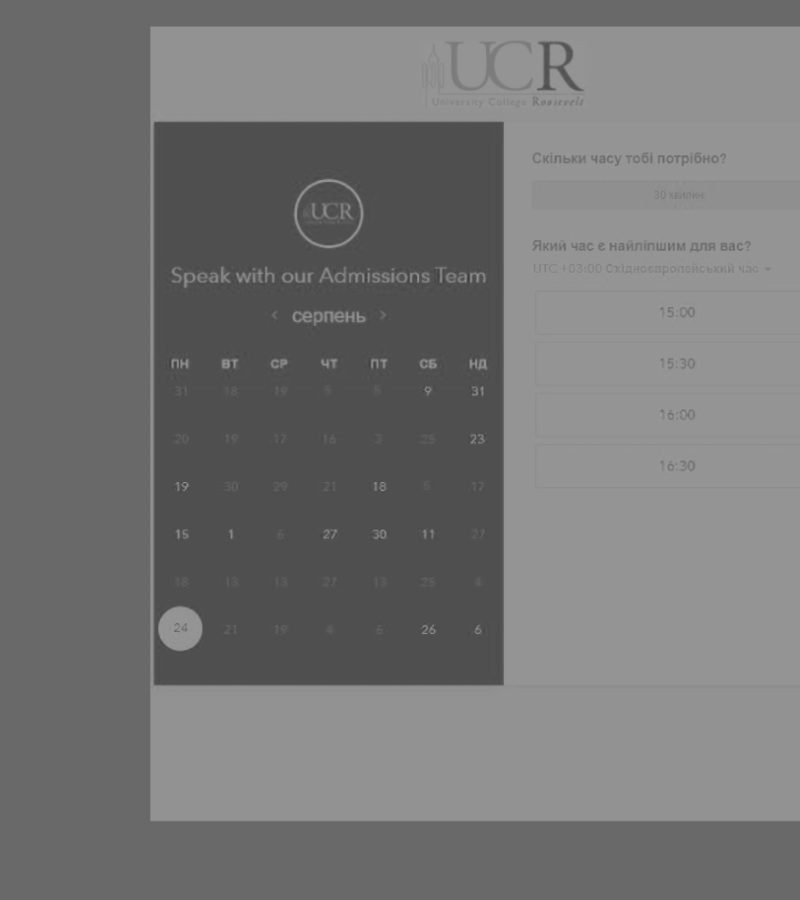 UCR
University College Roosevelt
UCR
Speak with our Admissions Team
‹ серпень ›
ПН ВТ СР ЧТ ПТ СБ НД
31 18 19 9 31
20 19 17 16 3 25 23
19 30 29 21 18 8 17
15 1 6 27 30 11 27
18 13 13 27 13 25 4
24 21 19 4 6 26 6
Скільки часу тобі потрібно?
30 хвилин
Який час є найліпшим для вас?
UTC +03:00 Східноєвропейський час
15:00
15:30
16:00
16:30